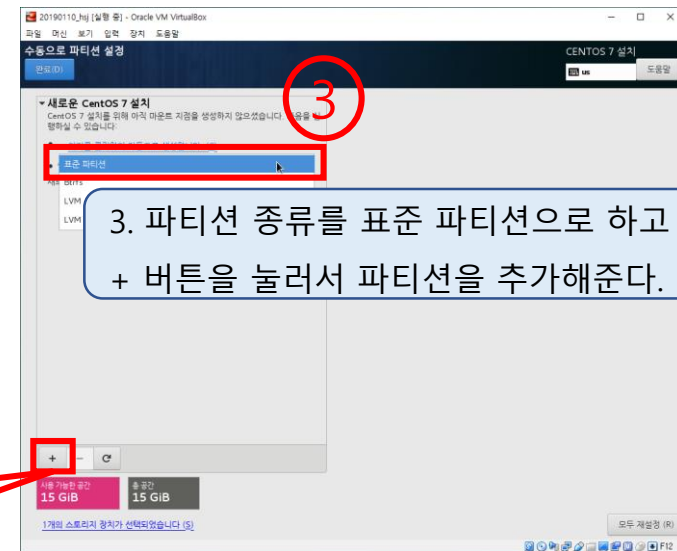 20190110_hsj [실행 중] - Oracle VM VirtualBox
파일 머신 보기 입력 장치 도움말
수동으로 파티션 설정
CENTOS 7 설치
완료(D)
us
도움말
3
새로운 CentOS 7 설치
CentOS 7 설치를 위해 아직 마운트 지점을 생성하지 않으셨습니다.
행하실 수 있습니다:
표준 파티션
BTRFS
LVM
LVM
3. 파티션 종류를 표준 파티션으로 하고
+ 버튼을 눌러서 파티션을 추가해준다.
+ -
사용 가능한 공간
15 GiB
총 공간
15 GiB
1개의 스토리지 장치가 선택되었습니다 (S)
모두 재설정 (R)
F12